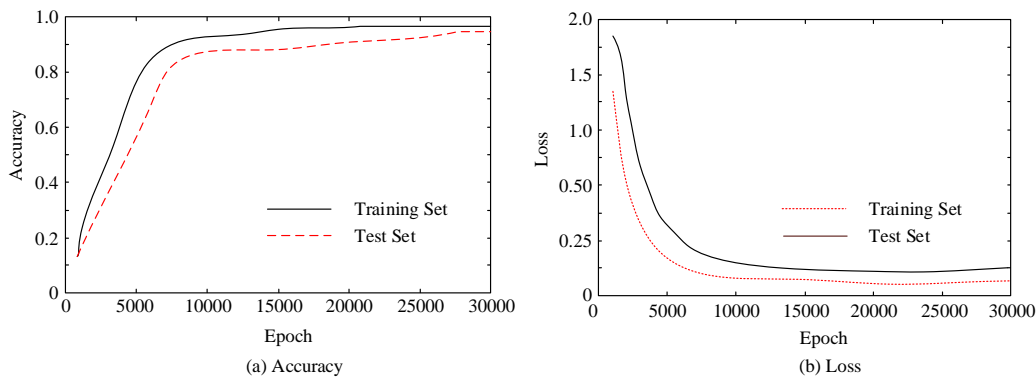 1.0
0.8
0.6
0.4
0.2
0
Accuracy
Training Set
Test Set
0 5000 10000 15000 20000 25000 30000
Epoch
(a) Accuracy
2.0
1.5
1.0
0.50
0.25
0
Loss
Training Set
Test Set
0 5000 10000 15000 20000 25000 30000
Epoch
(b) Loss